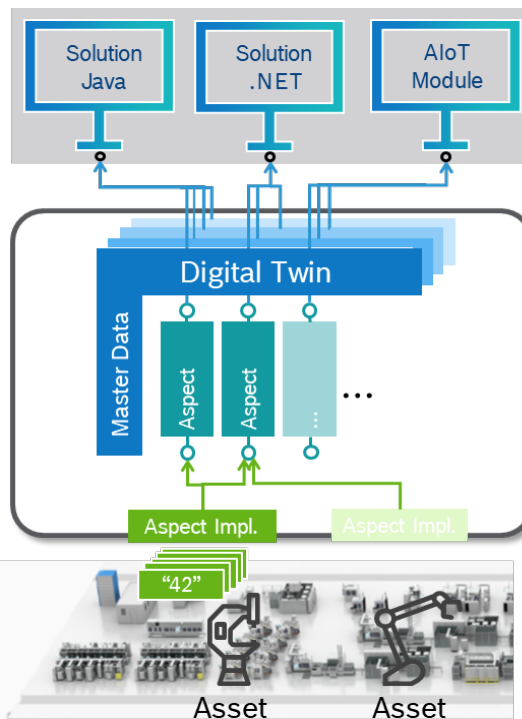 Solution
Java
Solution
.NET
AIoT
Module
Digital Twin
Master Data
Aspect
Aspect
...
...
Aspect Impl.
Aspect Impl.
“42”
Asset
Asset